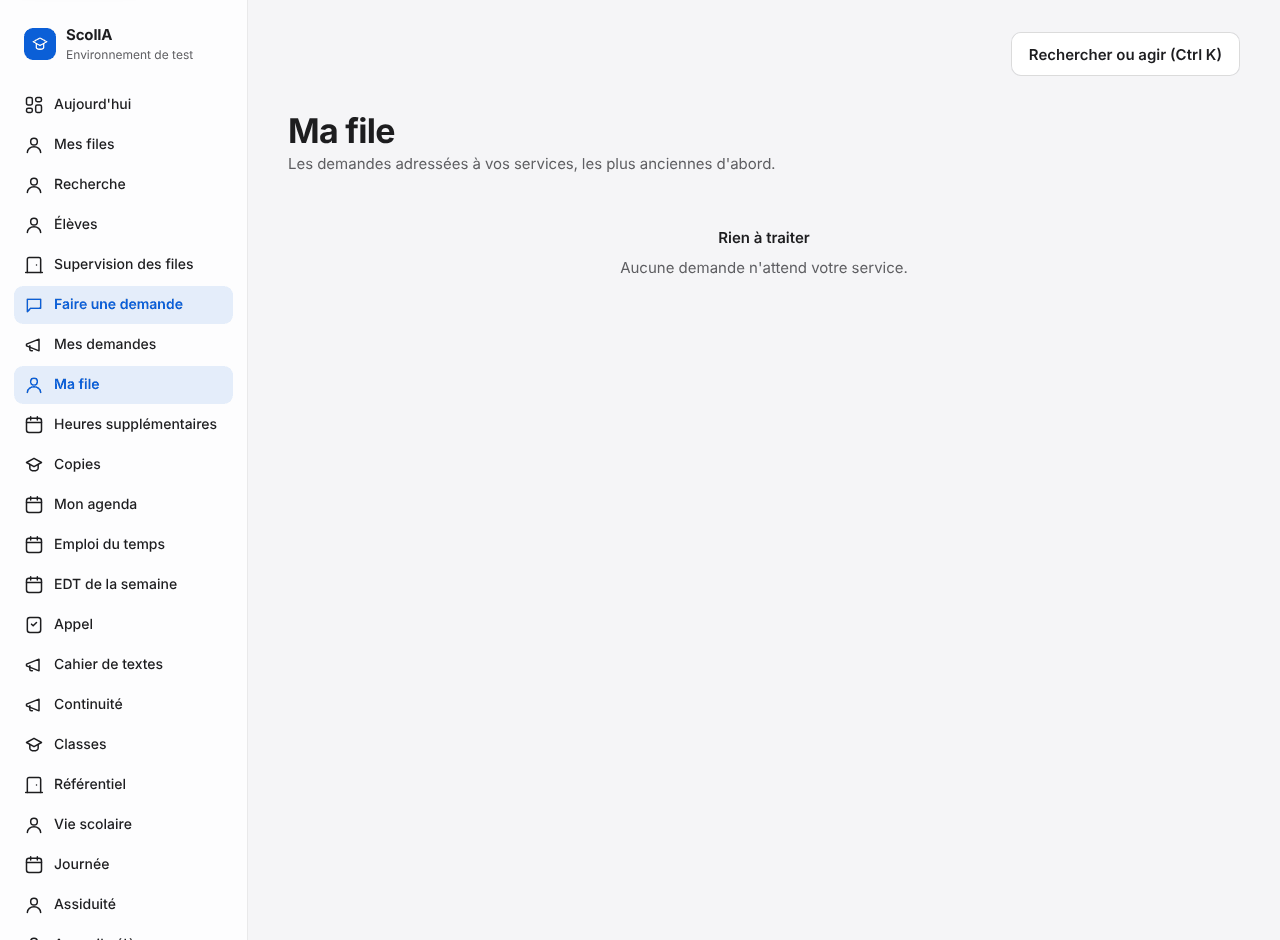 ScolIA
Environnement de test
Rechercher ou agir (Ctrl K)
Aujourd'hui
Mes files
Recherche
Élèves
Supervision des files
Faire une demande
Mes demandes
Ma file
Heures supplémentaires
Copies
Mon agenda
Emploi du temps
EDT de la semaine
Appel
Cahier de textes
Continuité
Classes
Référentiel
Vie scolaire
Journée
Assiduité
Ma file
Les demandes adressées à vos services, les plus anciennes d'abord.
Rien à traiter
Aucune demande n'attend votre service.